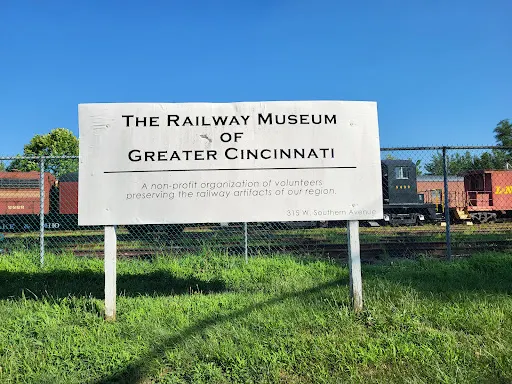 THE RAILWAY MUSEUM
OF
GREATER CINCINNATI
A non-profit organization of volunteers
preserving the railway artifacts of our region.
315 W. Southern Avenue
L&N